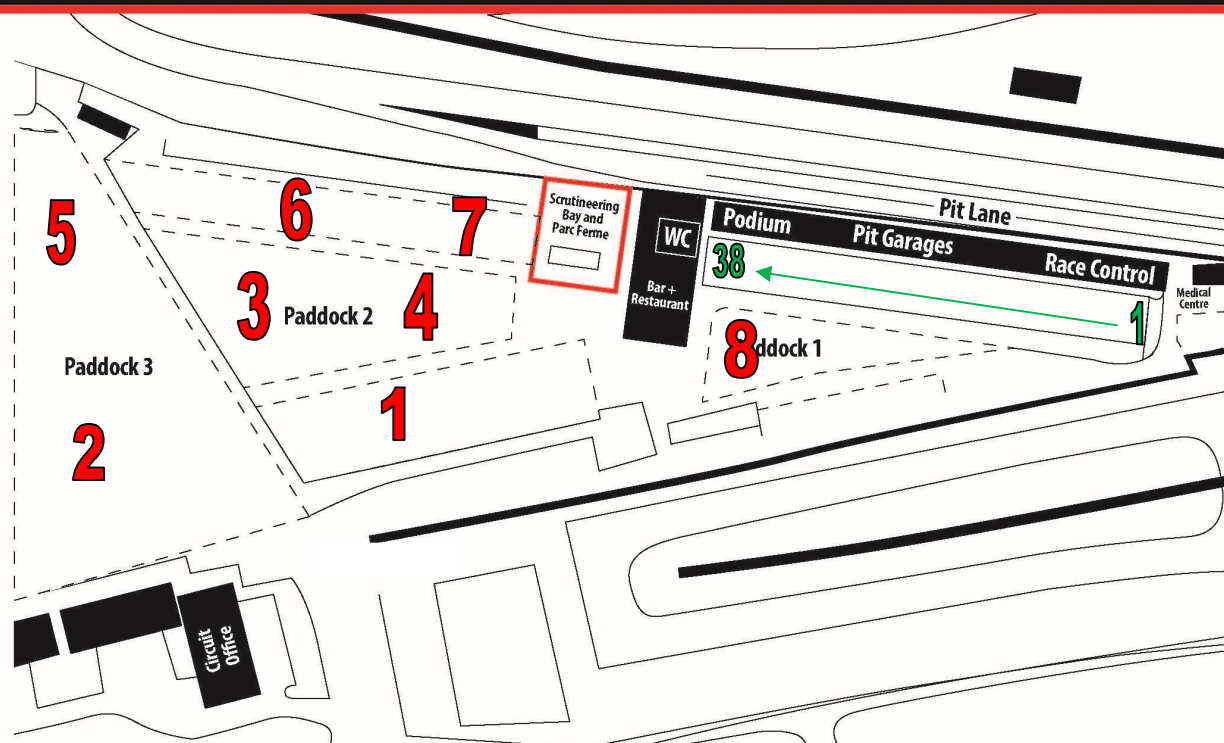 Pit Lane
Podium
Pit Garages
Race Control
38
1
Medical
Centre
Scrutineering
Bay and
Parc Ferme
WC
Bar +
Restaurant
5
6
7
3
Paddock 2
4
8
ddock 1
Paddock 3
1
2
Circuit
Office